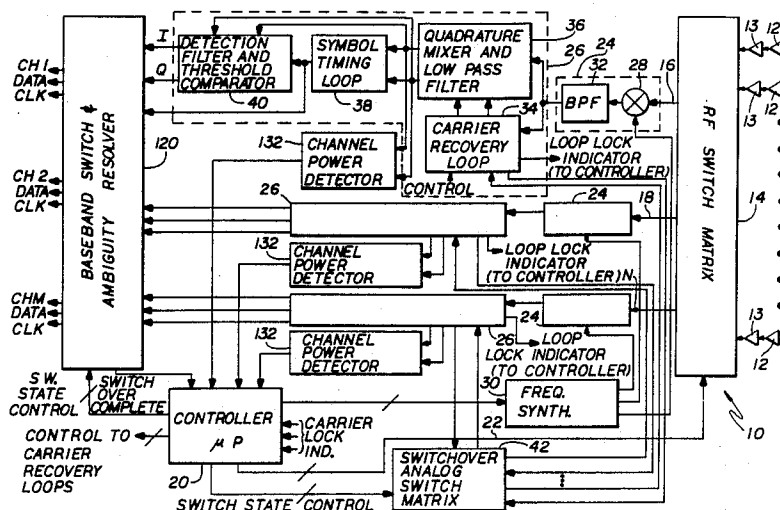 I
Q
DETECTION
FILTER AND
THRESHOLD
COMPARATOR
40
SYMBOL
TIMING
LOOP
38
QUADRATURE
MIXER AND
LOW PASS
FILTER
36
26
24
32
BPF
28
16
13
12
13
12
RF SWITCH MATRIX
14
CH 1
DATA
CLK
BASEBAND SWITCH &
AMBIGUITY RESOLVER
120
132
CHANNEL
POWER
DETECTOR
CARRIER
RECOVERY
LOOP
34
LOOP LOCK
INDICATOR
(TO CONTROLLER)
CONTROL
CH 2
DATA
CLK
26
24
18
132
CHANNEL
POWER
DETECTOR
LOOP LOCK
INDICATOR
(TO CONTROLLER)
N
CHM
DATA
CLK
26
24
132
CHANNEL
POWER
DETECTOR
LOOP
LOCK INDICATOR
(TO CONTROLLER)
13
12
30
FREQ.
SYNTH.
S.W.
STATE
CONTROL
SWITCH
OVER
COMPLETE
CONTROLLER
μP
20
CARRIER
LOCK
IND.
22
42
SWITCHOVER
ANALOG
SWITCH
MATRIX
10
CONTROL TO
CARRIER
RECOVERY
LOOPS
SWITCH STATE CONTROL